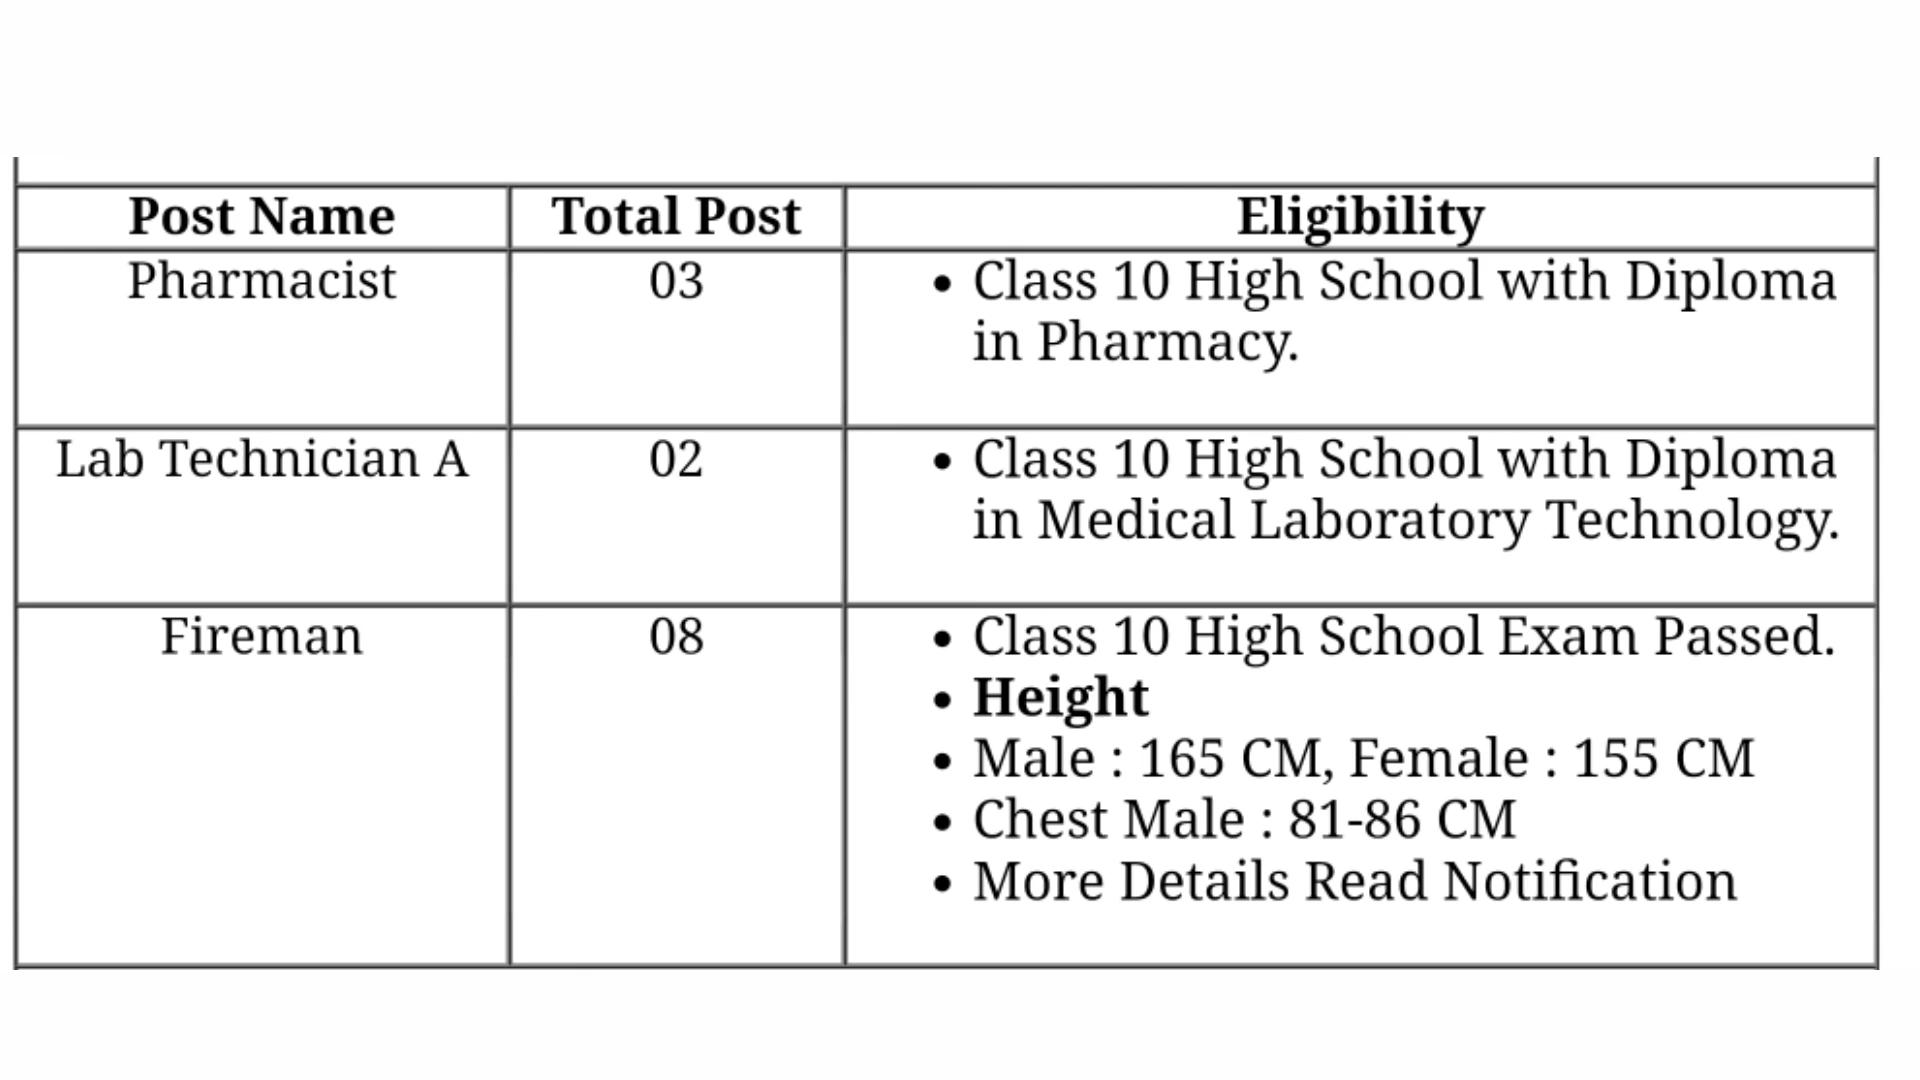 Post Name Total Post Eligibility
Pharmacist 03 • Class 10 High School with Diploma
in Pharmacy.
Lab Technician A 02 • Class 10 High School with Diploma
in Medical Laboratory Technology.
Fireman 08 • Class 10 High School Exam Passed.
• Height
• Male : 165 CM, Female : 155 CM
• Chest Male : 81-86 CM
• More Details Read Notification